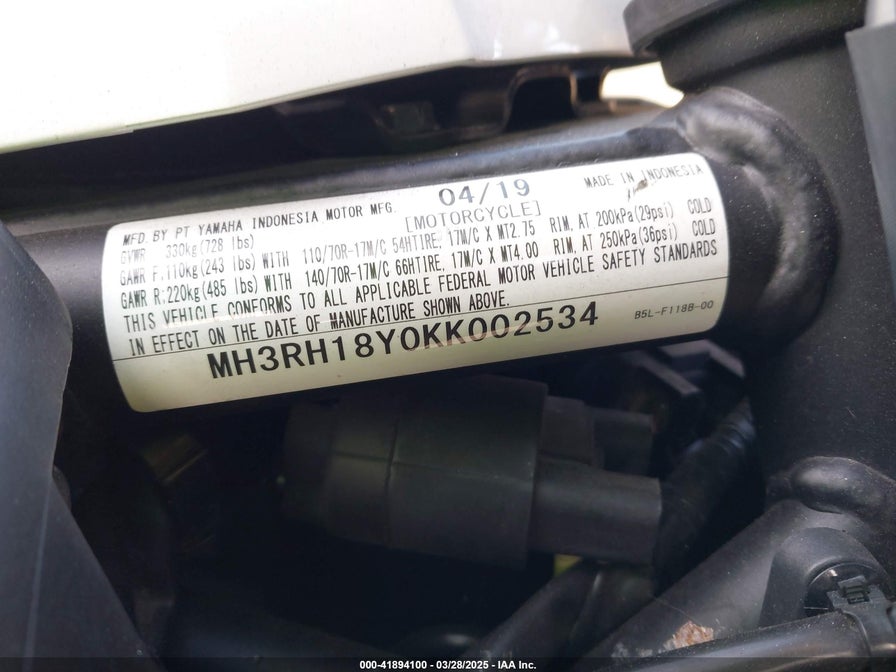 MFD. BY PT YAMAHA INDONESIA MOTOR MFG. 04/19 MADE IN INDONESIA
GVWR 330kg(728 lbs) [MOTORCYCLE]
GAWR F:110kg(243 lbs)WITH 110/70R-17M/C 54HTIRE, 17M/C X MT2.75 RIM, AT 200kPa(29psi) COLD
GAWR R:220kg(485 lbs)WITH 140/70R-17M/C 66HTIRE, 17M/C X MT4.00 RIM, AT 250kPa(36psi) COLD
THIS VEHICLE CONFORMS TO ALL APPLICABLE FEDERAL MOTOR VEHICLE SAFETY STANDARDS
IN EFFECT ON THE DATE OF MANUFACTURE SHOWN ABOVE.
MH3RH18Y0KK002534 B5L-F118B-00
000-41894100 | 03/28/2025 - IAA Inc.